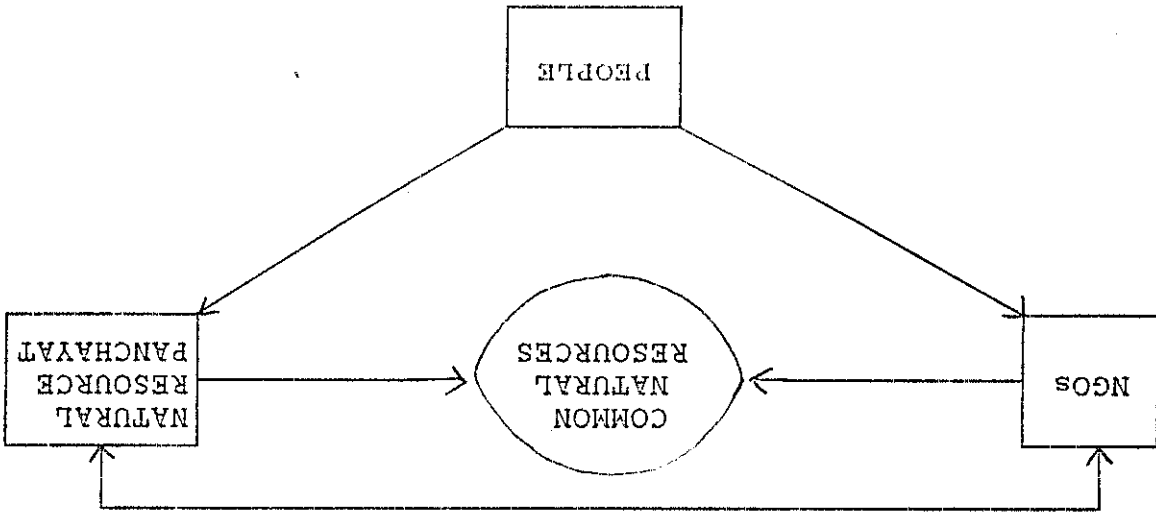 NGOs
COMMON
NATURAL
RESOURCES
NATURAL
RESOURCE
PANCHAYAT
PEOPLE